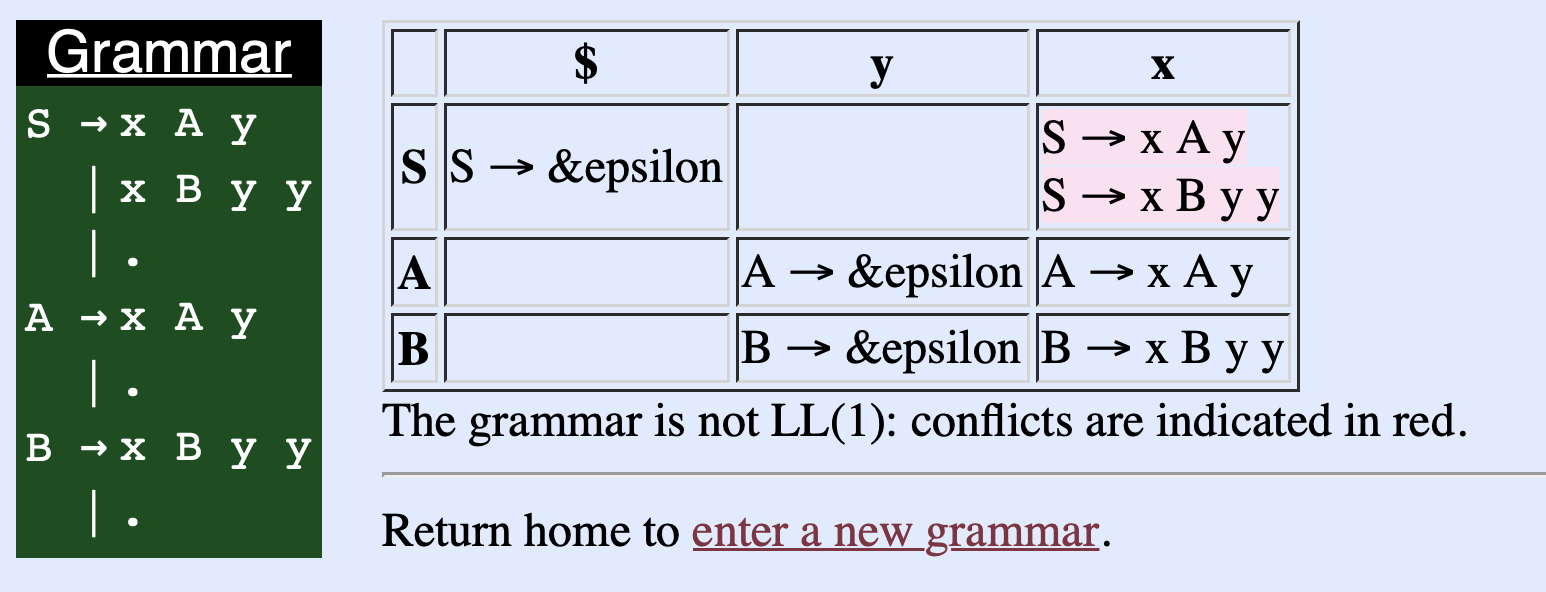 Grammar
S → x A y
| x B y y
| .
A → x A y
| .
B → x B y y
| .
$ y x
S S → &epsilon S → x A y
S → x B y y
A A → &epsilon A → x A y
B B → &epsilon B → x B y y
The grammar is not LL(1): conflicts are indicated in red.
Return home to enter a new grammar.